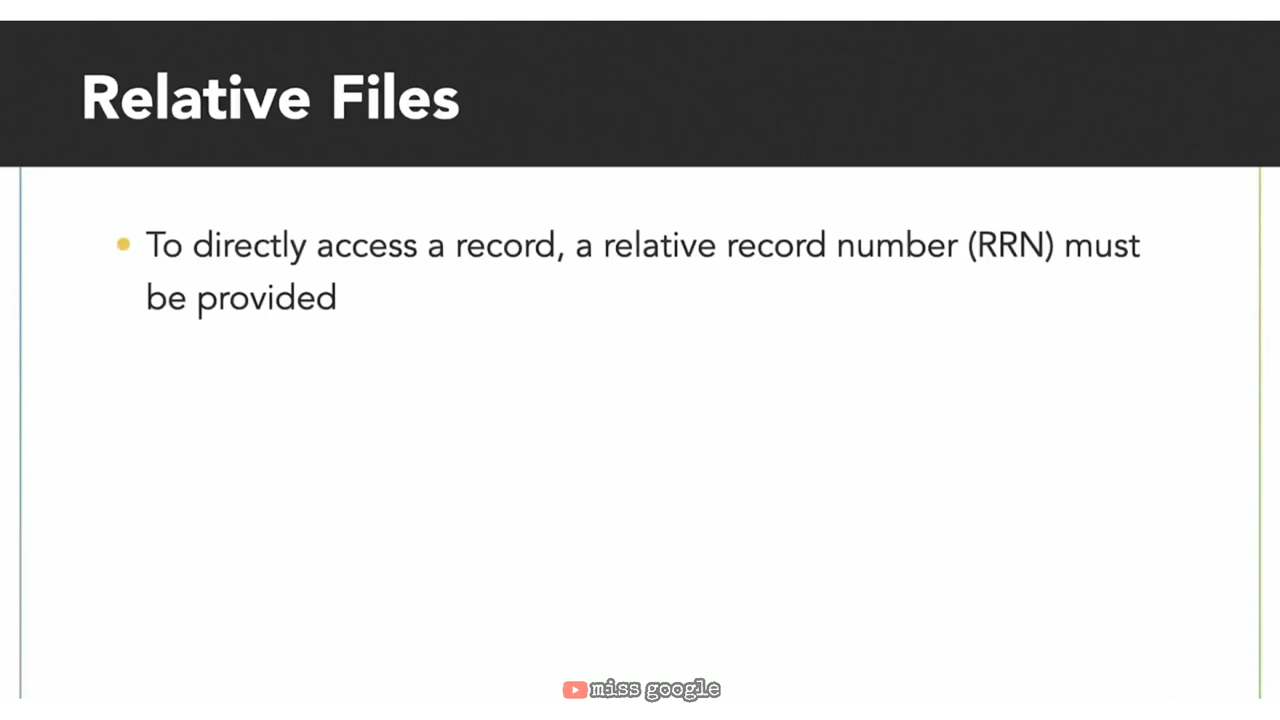 Relative Files
• To directly access a record, a relative record number (RRN) must
be provided
miss google